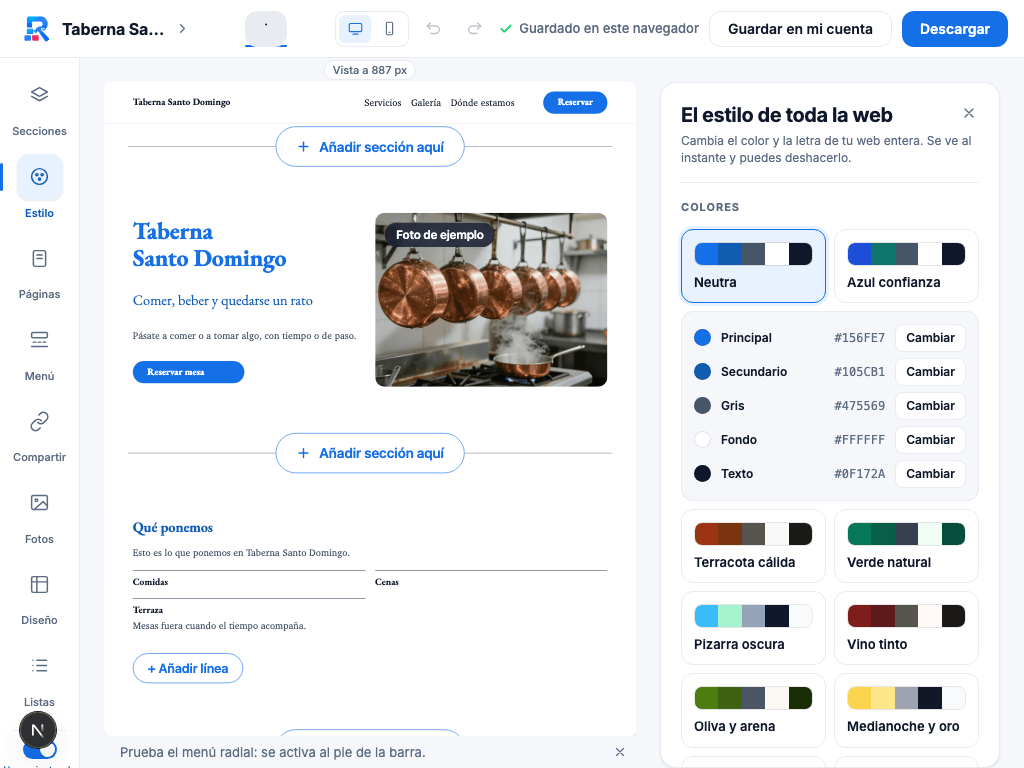 Taberna Sa...
Guardado en este navegador
Guardar en mi cuenta
Descargar
Vista a 887 px
Secciones
Estilo
Páginas
Menú
Compartir
Fotos
Diseño
Listas
N
Taberna Santo Domingo
Servicios
Galería
Dónde estamos
Reservar
+ Añadir sección aquí
Taberna
Santo Domingo
Comer, beber y quedarse un rato
Pásate a comer o a tomar algo, con tiempo o de paso.
Reservar mesa
Foto de ejemplo
+ Añadir sección aquí
Qué ponemos
Esto es lo que ponemos en Taberna Santo Domingo.
Comidas
Cenas
Terraza
Mesas fuera cuando el tiempo acompaña.
+ Añadir línea
Prueba el menú radial: se activa al pie de la barra.
El estilo de toda la web
Cambia el color y la letra de tu web entera. Se ve al
instante y puedes deshacerlo.
COLORES
Neutra
Azul confianza
Principal #156FE7 Cambiar
Secundario #105CB1 Cambiar
Gris #475569 Cambiar
Fondo #FFFFFF Cambiar
Texto #0F172A Cambiar
Terracota cálida
Verde natural
Pizarra oscura
Vino tinto
Oliva y arena
Medianoche y oro